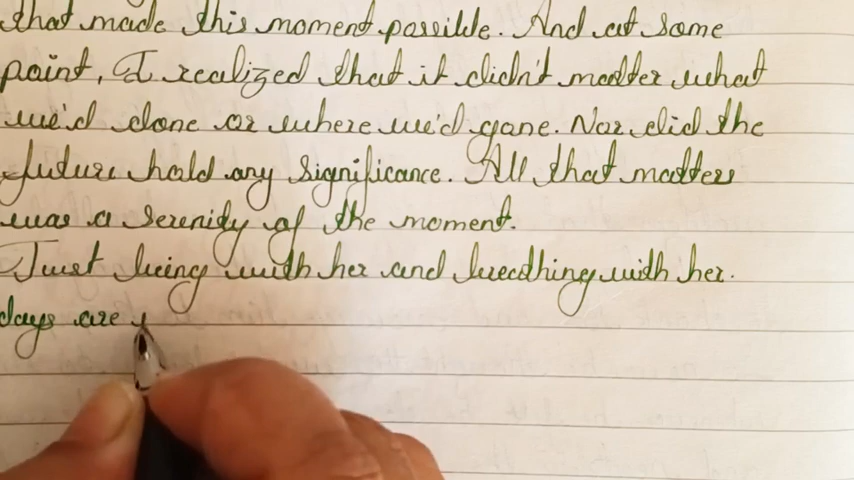 that made this moment possible. And at some
point, I realized that it didn't matter what
we'd done or where we'd gone. Nor did the
future hold any significance. All that matters
was a serenity of the moment.
Just being with her and breathing with her.
days are